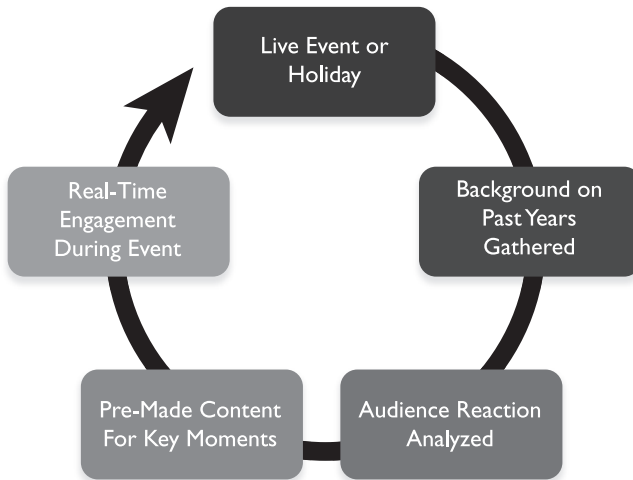 Live Event or
Holiday
Background on
Past Years
Gathered
Audience Reaction
Analyzed
Pre-Made Content
For Key Moments
Real-Time
Engagement
During Event